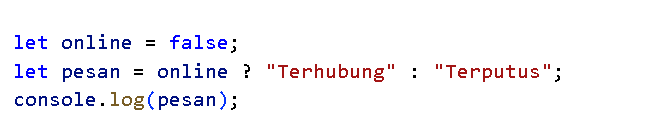 let online = false;
let pesan = online ? "Terhubung" : "Terputus";
console.log(pesan);